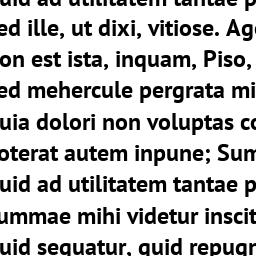 uid ad utilitatem tantae p
ed ille, ut dixi, vitiose. Ag
on est ista, inquam, Piso,
ed mehercule pergrata mi
uia dolori non voluptas co
oterat autem inpune; Sum
uid ad utilitatem tantae p
ummae mihi videtur inscit
uid sequatur, quid repugn